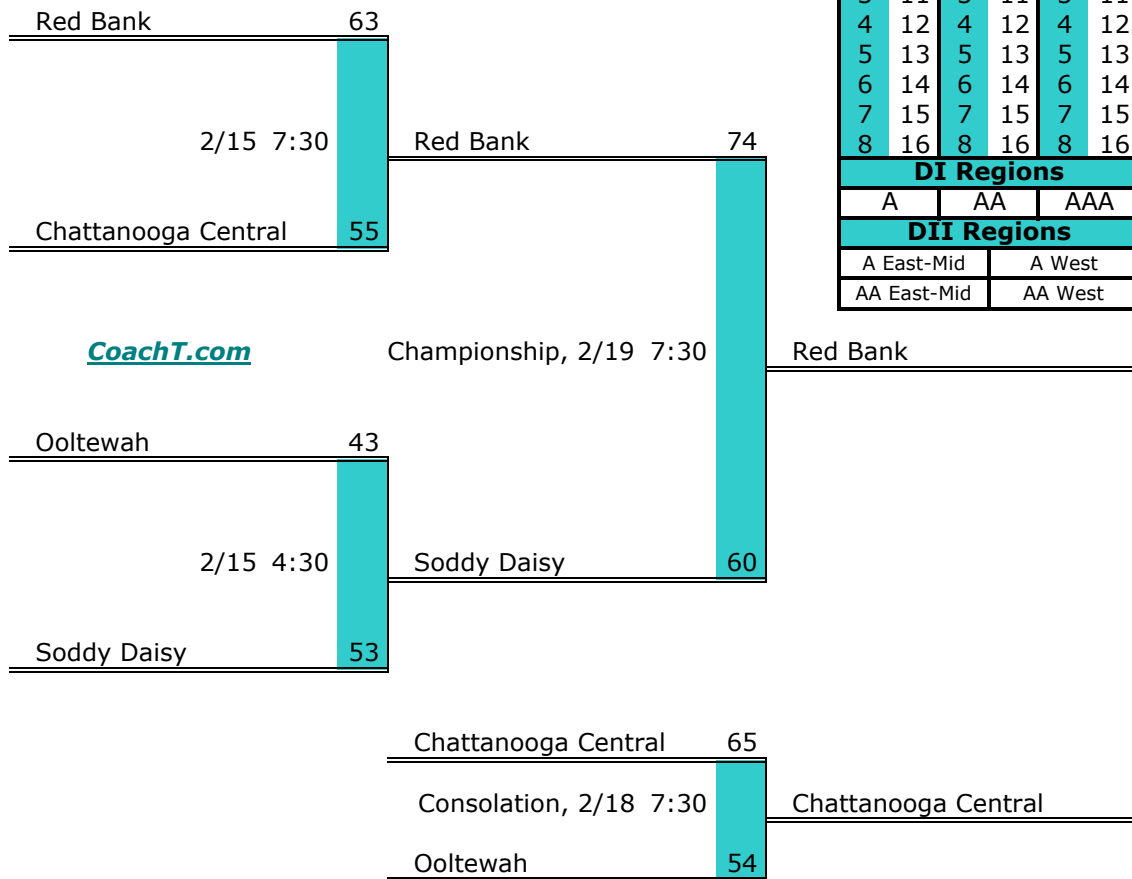 Red Bank 63
4 12 4 12 4 12
5 13 5 13 5 13
6 14 6 14 6 14
7 15 7 15 7 15
2/15 7:30 Red Bank 74
8 16 8 16 8 16
DI Regions
A AA AAA
Chattanooga Central 55
DII Regions
A East-Mid A West
AA East-Mid AA West
CoachT.com
Championship, 2/19 7:30
Red Bank
Ooltewah 43
2/15 4:30 Soddy Daisy 60
Soddy Daisy 53
Chattanooga Central 65
Consolation, 2/18 7:30 Chattanooga Central
Ooltewah 54